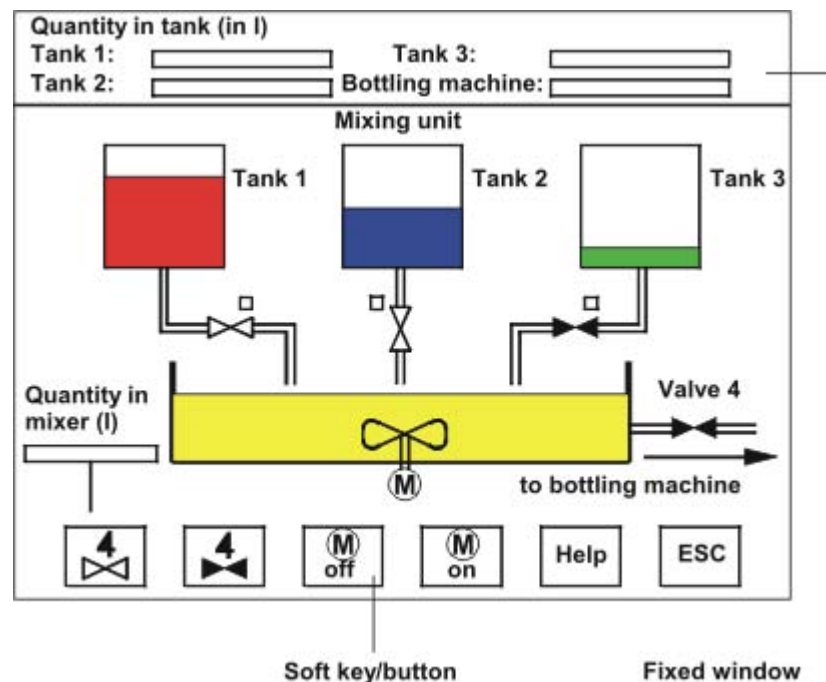 Quantity in tank (in l)
Tank 1: Tank 3:
Tank 2: Bottling machine:
Mixing unit
Tank 1 Tank 2 Tank 3
Quantity in
mixer (l)
Valve 4
M
to bottling machine
4 4 M off M on Help ESC
Soft key/button Fixed window